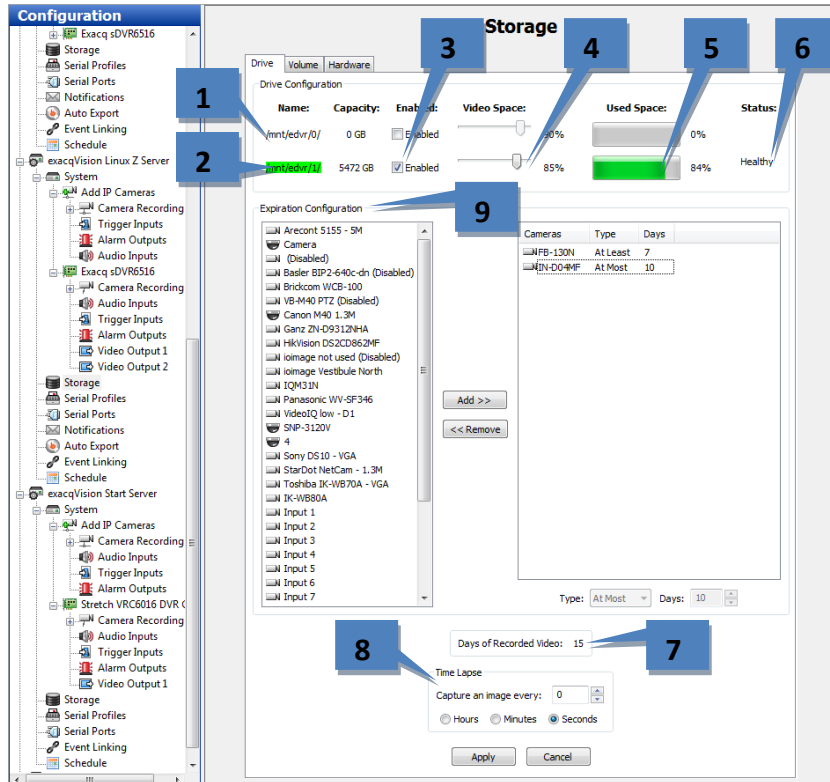 Configuration
Exacq sDVR6516
Storage
Serial Profiles
Serial Ports
Notifications
Auto Export
Event Linking
Schedule
exacqVision Linux Z Server
System
Add IP Cameras
Camera Recording
Trigger Inputs
Alarm Outputs
Audio Inputs
Exacq sDVR6516
Camera Recording
Audio Inputs
Trigger Inputs
Alarm Outputs
Video Output 1
Video Output 2
Storage
Serial Profiles
Serial Ports
Notifications
Auto Export
Event Linking
Schedule
exacqVision Start Server
System
Add IP Cameras
Camera Recording
Audio Inputs
Trigger Inputs
Alarm Outputs
Stretch VRC6016 DVR C
Camera Recording
Audio Inputs
Trigger Inputs
Alarm Outputs
Video Output 1
Storage
Serial Profiles
Serial Ports
Event Linking
Schedule
Storage
3 4 5 6
1
2
Drive Volume Hardware
Drive Configuration
Name: Capacity: Enabled: Video Space: Used Space: Status:
/mnt/edvr/0/ 0 GB Enabled 90% 0%
/mnt/edvr/1/ 5472 GB Enabled 85% 84% Healthy
Expiration Configuration
9
Arecont 5155 - 5M
Camera
(Disabled)
Basler BIP2-640c-dn (Disabled)
Brickcom WCB-100
VB-M40 PTZ (Disabled)
Canon M40 1.3M
Ganz ZN-D9312NHA
HikVision DS2CD862MF
ioimage not used (Disabled)
ioimage Vestibule North
IQM31N
Panasonic WV-SF346
VideoIQ low - D1
SNP-3120V
4
Sony DS10 - VGA
StarDot NetCam - 1.3M
Toshiba IK-WB70A - VGA
IK-WB80A
Input 1
Input 2
Input 3
Input 4
Input 5
Input 6
Input 7
Add >>
<< Remove
Cameras Type Days
FB-130N At Least 7
IN-D04MF At Most 10
Type: At Most Days: 10
Days of Recorded Video: 15
7
8
Time Lapse
Capture an image every: 0
Hours Minutes Seconds
Apply Cancel